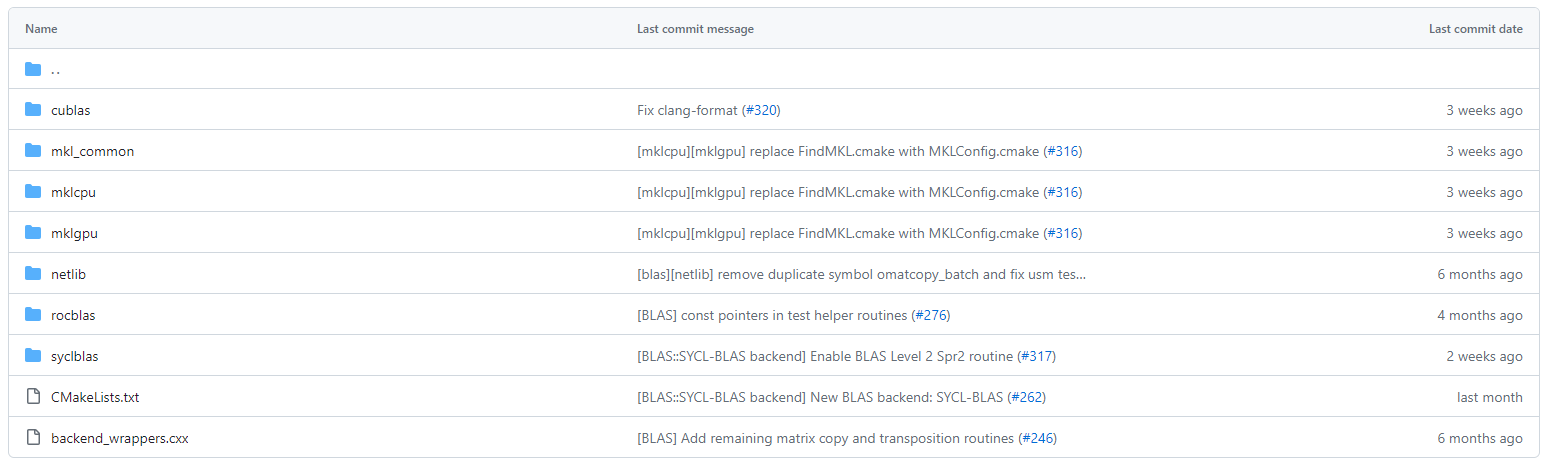 Name Last commit message Last commit date
..
cublas Fix clang-format (#320) 3 weeks ago
mkl_common [mklcpu][mklgpu] replace FindMKL.cmake with MKLConfig.cmake (#316) 3 weeks ago
mklcpu [mklcpu][mklgpu] replace FindMKL.cmake with MKLConfig.cmake (#316) 3 weeks ago
mklgpu [mklcpu][mklgpu] replace FindMKL.cmake with MKLConfig.cmake (#316) 3 weeks ago
netlib [blas][netlib] remove duplicate symbol omatcopy_batch and fix usm tes... 6 months ago
rocblas [BLAS] const pointers in test helper routines (#276) 4 months ago
syclblas [BLAS::SYCL-BLAS backend] Enable BLAS Level 2 Spr2 routine (#317) 2 weeks ago
CMakeLists.txt [BLAS::SYCL-BLAS backend] New BLAS backend: SYCL-BLAS (#262) last month
backend_wrappers.cxx [BLAS] Add remaining matrix copy and transposition routines (#246) 6 months ago